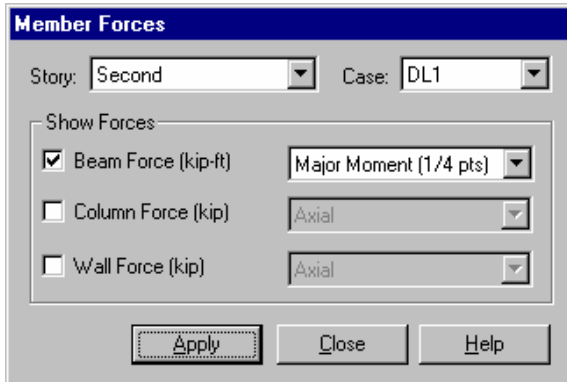 Member Forces
Story: Second Case: DL1
Show Forces
Beam Force (kip-ft) Major Moment (1/4 pts)
Column Force (kip) Axial
Wall Force (kip) Axial
Apply Close Help